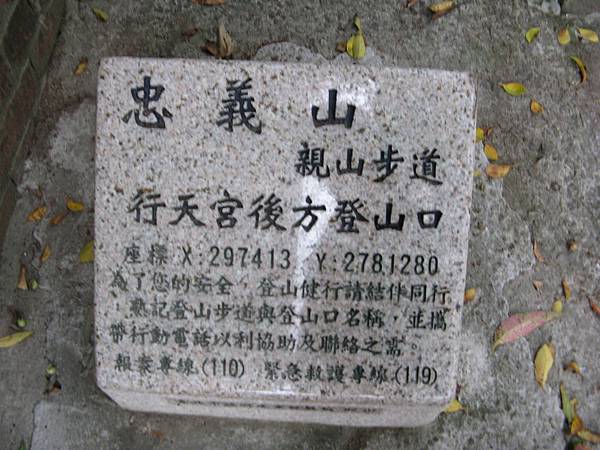 忠義山
親山步道
行天宮後方登山口
座標X:297413 Y:2781280
為了您的安全，登山健行請結伴同行
，熟記登山步道與登山口名稱，並攜
帶行動電話以利協助及聯絡之需。
報案專線(110) 緊急救護專線(119)